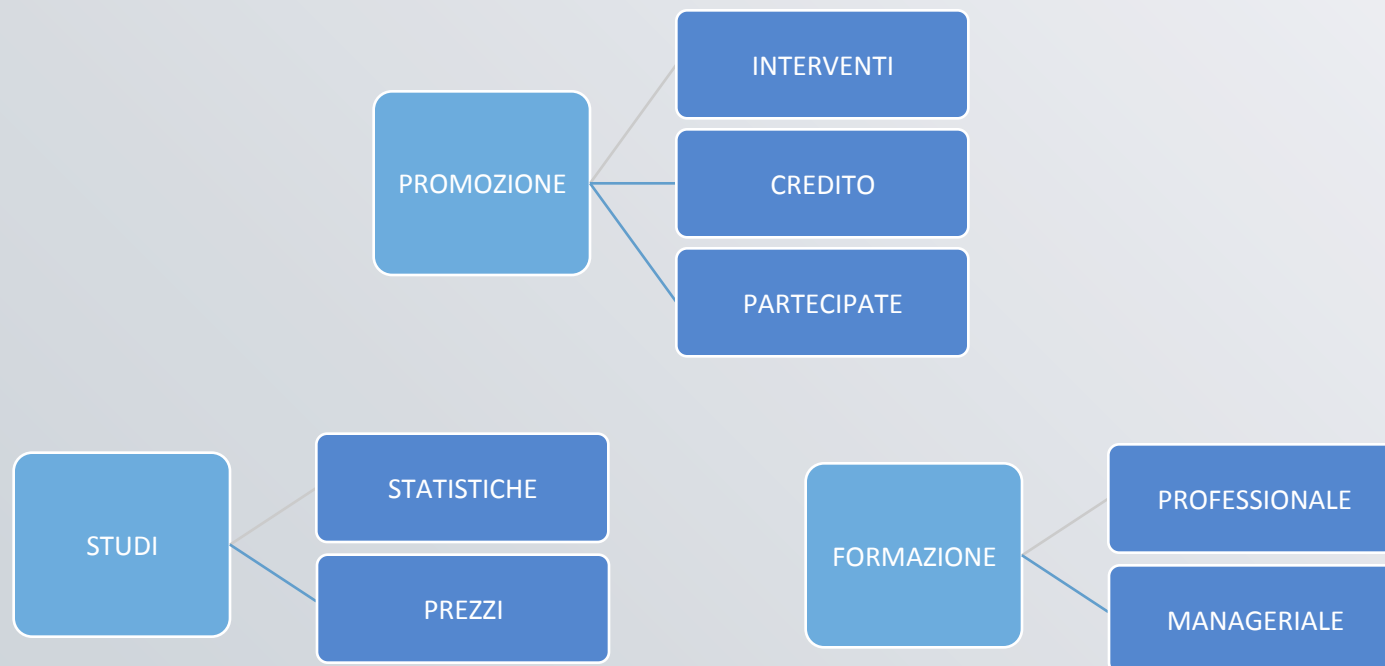 PROMOZIONE
INTERVENTI
CREDITO
PARTECIPATE
STUDI
STATISTICHE
PREZZI
FORMAZIONE
PROFESSIONALE
MANAGERIALE